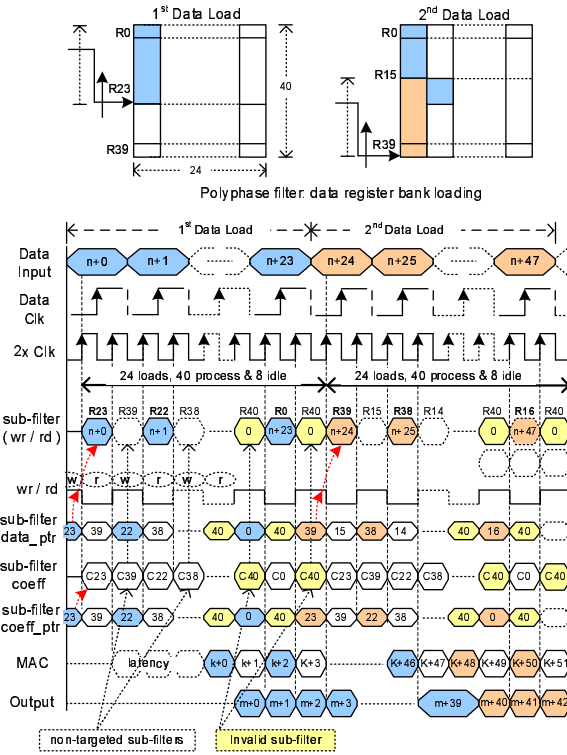 1st Data Load
2nd Data Load
R0
R0
R15
R23
40
R39
R39
24
Polyphase filter: data register bank loading
1st Data Load
2nd Data Load
Data Input
n+0
n+1
n+23
n+24
n+25
n+47
Data Clk
2x Clk
24 loads, 40 process & 8 idle
24 loads, 40 process & 8 idle
R23 R39 R22 R38 R40 R0 R40 R39 R15 R38 R14 R40 R16 R40
sub-filter (wr / rd)
n+0 n+1 0 n+23 0 n+24 n+25 0 n+47 0
w r w r w r
wr / rd
sub-filter data_ptr
23 39 22 38 40 0 40 39 15 38 14 40 16 40
sub-filter coeff
C23 C39 C22 C38 C40 C0 C40 C23 C39 C22 C38 C40 C0 C40
sub-filter coeff_ptr
23 39 22 38 40 0 40 23 39 22 38 40 0 40
MAC
latency
k+0 k+1 k+2 K+3 K+46 K+47 K+48 K+49 K+50 K+51
Output
m+0 m+1 m+2 m+3 m+39 m+40 m+41 m+42
non-targeted sub-filters
Invalid sub-filter